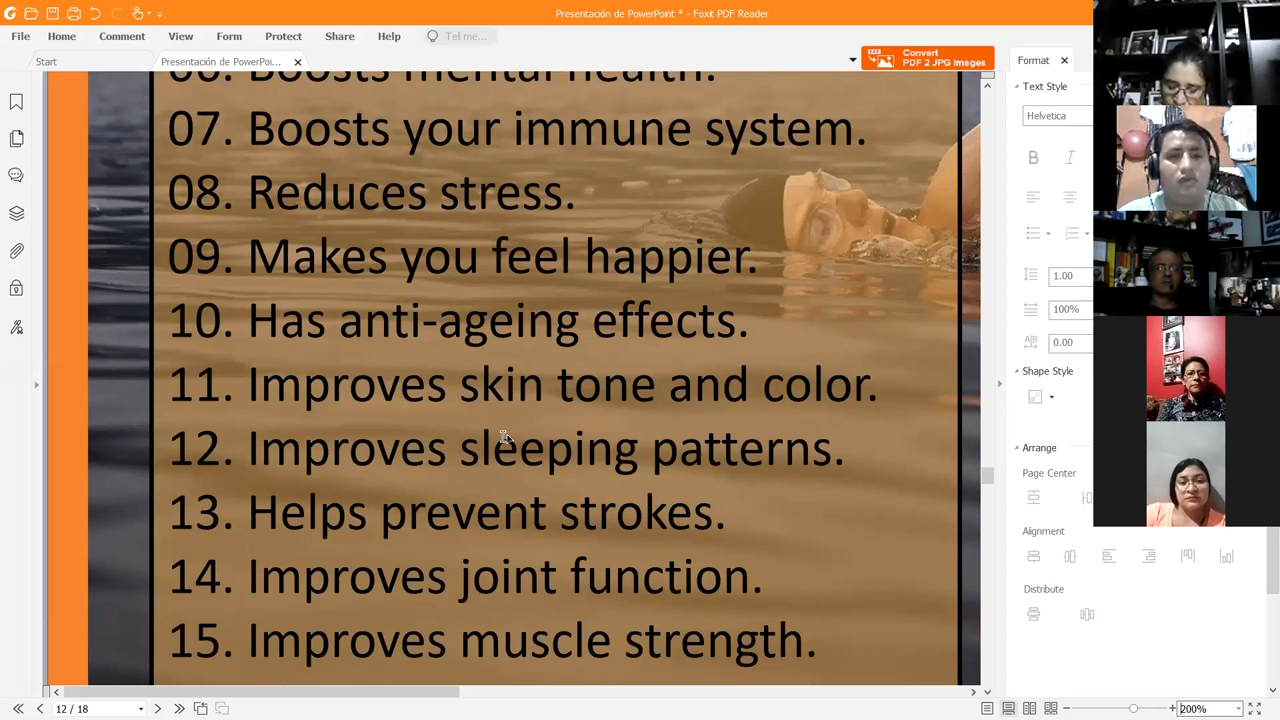 Presentación de PowerPoint * - Foxit PDF Reader
File Home Comment View Form Protect Share Help Tell me...
Start Presentación de PowerPoi...
Convert
PDF 2 JPG Images
Format
Text Style
Helvetica
B I
1.00
100%
0.00
Shape Style
Arrange
Page Center
Alignment
Distribute
06. Boosts mental health.
07. Boosts your immune system.
08. Reduces stress.
09. Makes you feel happier.
10. Has anti-ageing effects.
11. Improves skin tone and color.
12. Improves sleeping patterns.
13. Helps prevent strokes.
14. Improves joint function.
15. Improves muscle strength.
12 / 18
200%